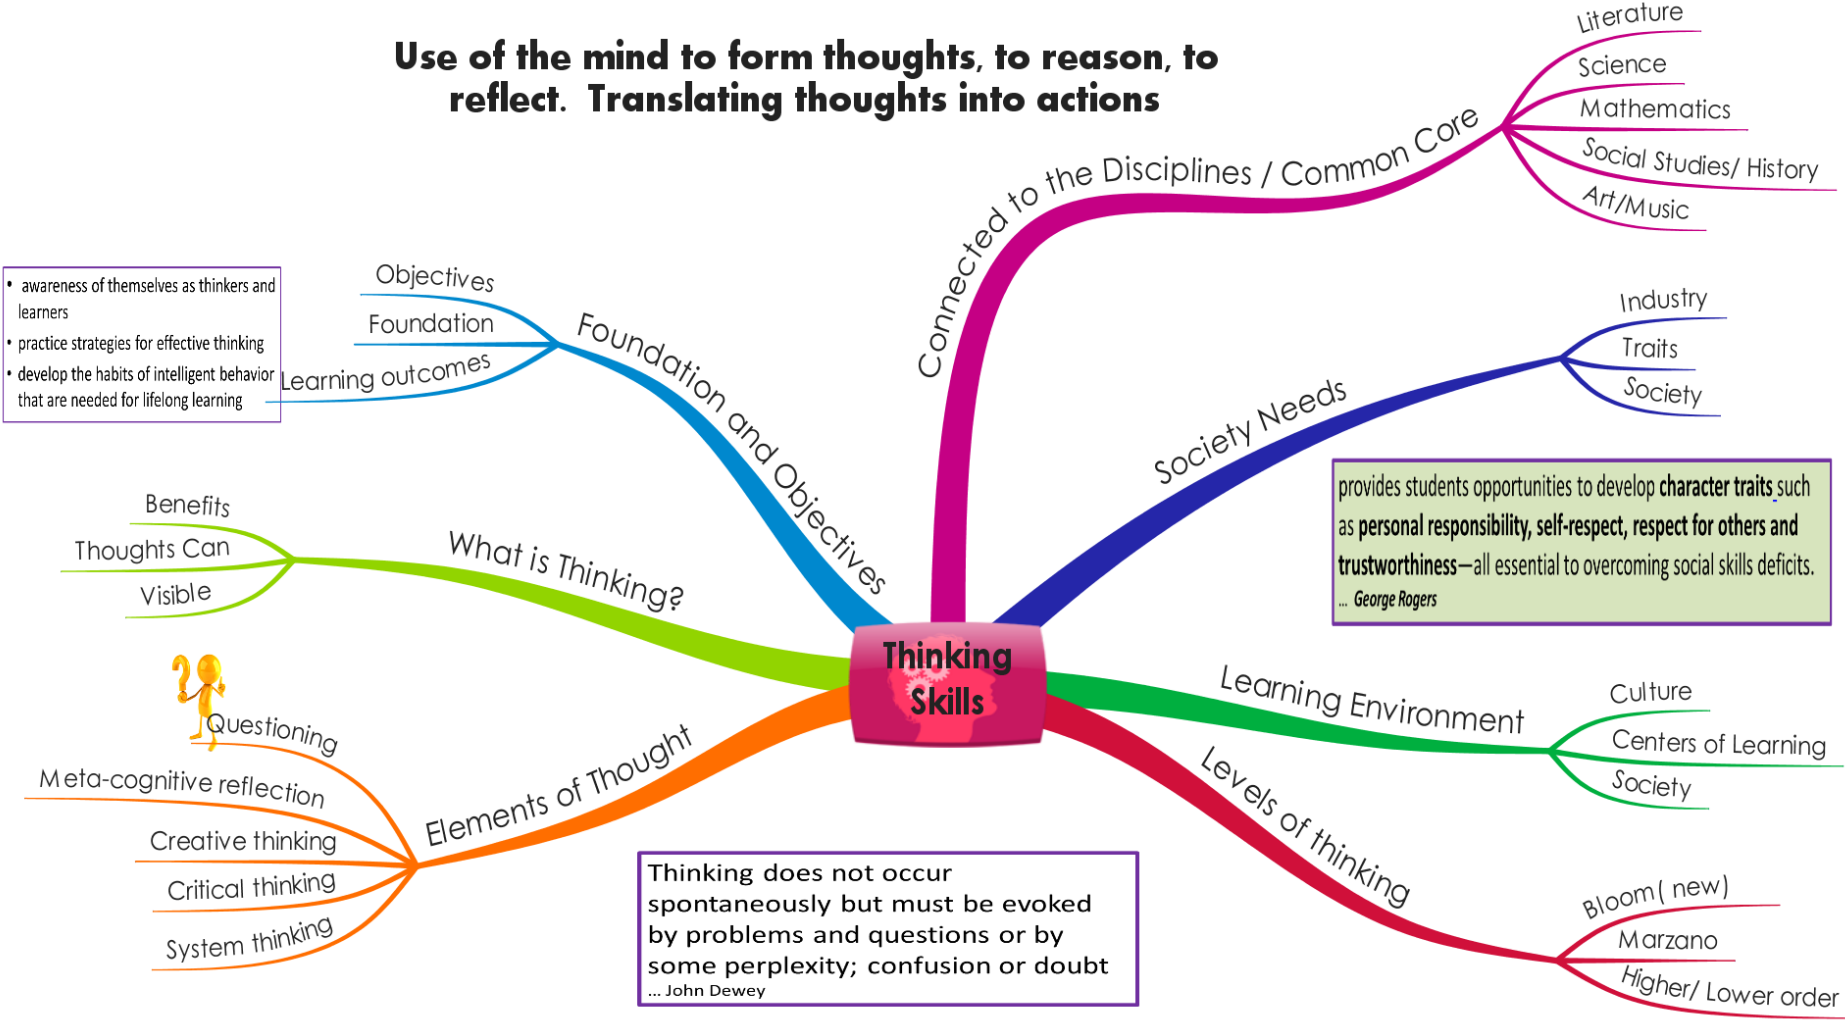 Use of the mind to form thoughts, to reason, to
reflect.  Translating thoughts into actions
Thinking
Skills
Connected to the Disciplines / Common Core
Literature
Science
Mathematics
Social Studies/ History
Art/Music
Society Needs
Industry
Traits
Society
provides students opportunities to develop character traits such
as personal responsibility, self-respect, respect for others and
trustworthiness—all essential to overcoming social skills deficits.
... George Rogers
Learning Environment
Culture
Centers of Learning
Society
Levels of thinking
Bloom( new)
Marzano
Higher/ Lower order
Foundation and Objectives
Objectives
Foundation
Learning outcomes
• awareness of themselves as thinkers and
learners
• practice strategies for effective thinking
• develop the habits of intelligent behavior
that are needed for lifelong learning
What is Thinking?
Benefits
Thoughts Can
Visible
Elements of Thought
Questioning
Meta-cognitive reflection
Creative thinking
Critical thinking
System thinking
Thinking does not occur
spontaneously but must be evoked
by problems and questions or by
some perplexity; confusion or doubt
... John Dewey